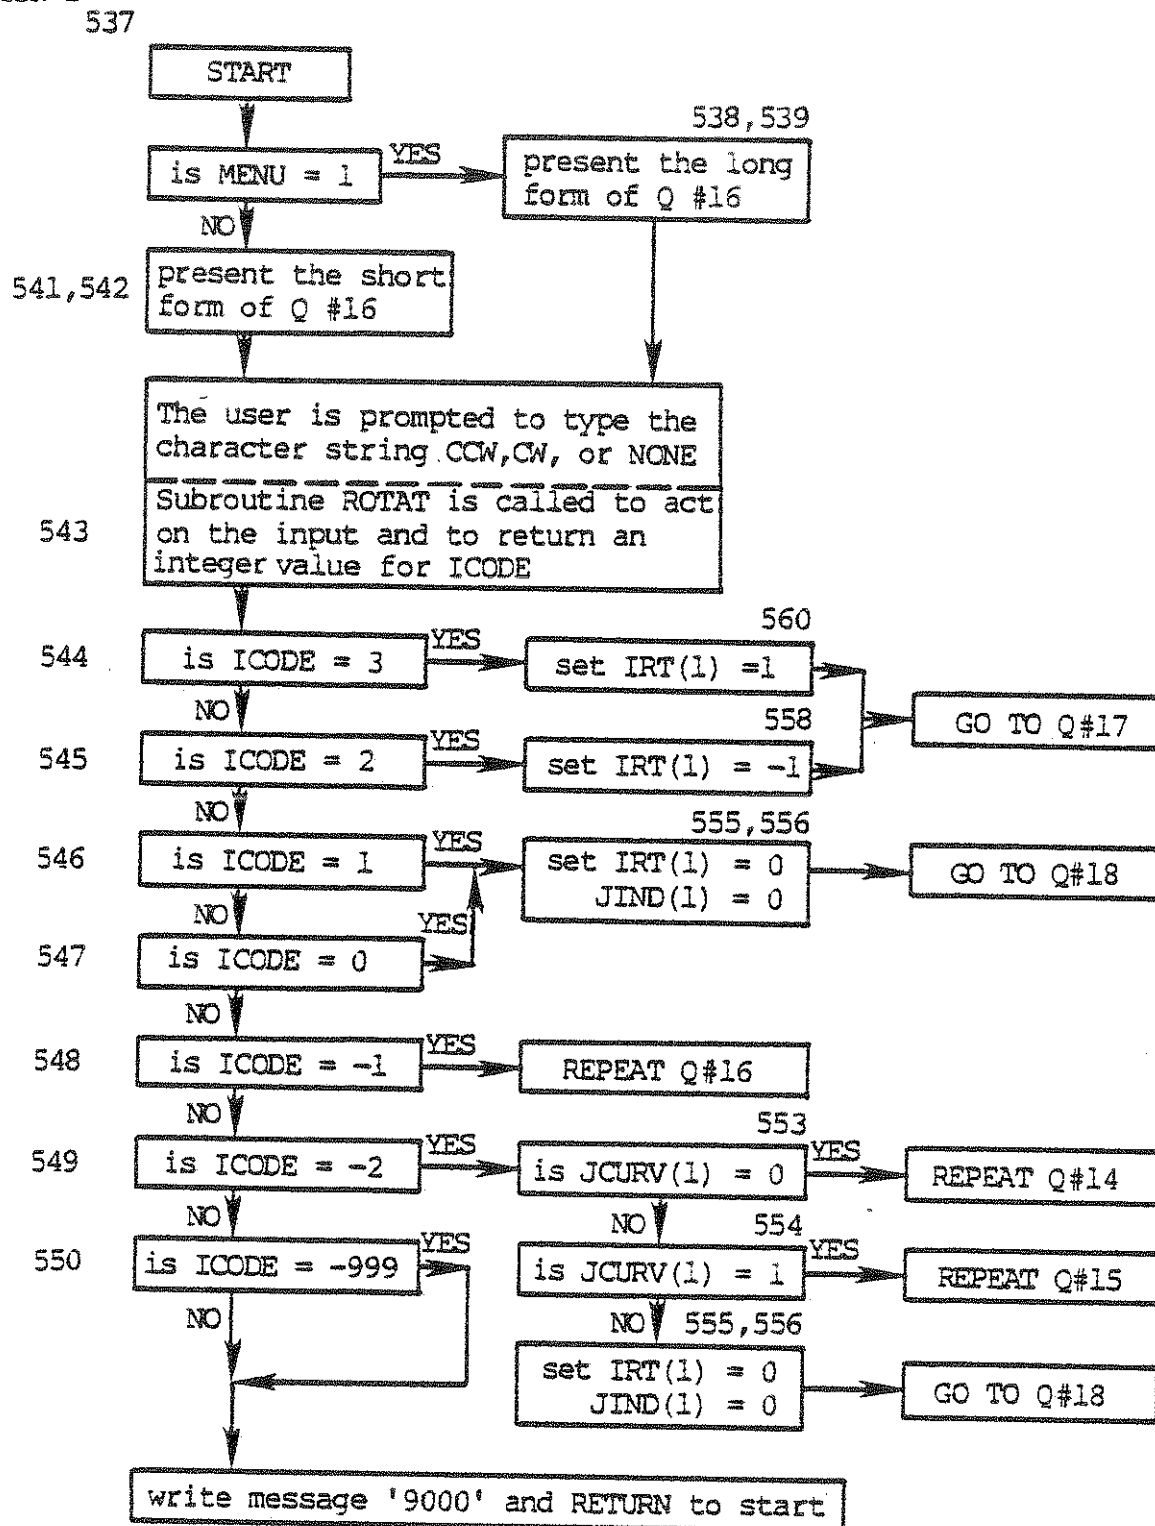 537
START
538,539
is MENU = 1
YES
present the long
form of Q #16
NO
541,542
present the short
form of Q #16
The user is prompted to type the
character string CCW,CW, or NONE
Subroutine ROTAT is called to act
543
on the input and to return an
integer value for ICODE
560
544
is ICODE = 3
YES
set IRT(1) =1
NO
558
GO TO Q#17
545
is ICODE = 2
YES
set IRT(1) = -1
NO
555,556
546
is ICODE = 1
YES
set IRT(1) = 0
JIND(1) = 0
GO TO Q#18
NO
YES
547
is ICODE = 0
NO
548
is ICODE = -1
YES
REPEAT Q#16
NO
553
549
is ICODE = -2
YES
is JCURV(1) = 0
YES
REPEAT Q#14
NO
NO
554
550
is ICODE = -999
YES
is JCURV(1) = 1
YES
REPEAT Q#15
NO
NO
555,556
set IRT(1) = 0
JIND(1) = 0
GO TO Q#18
write message '9000' and RETURN to start